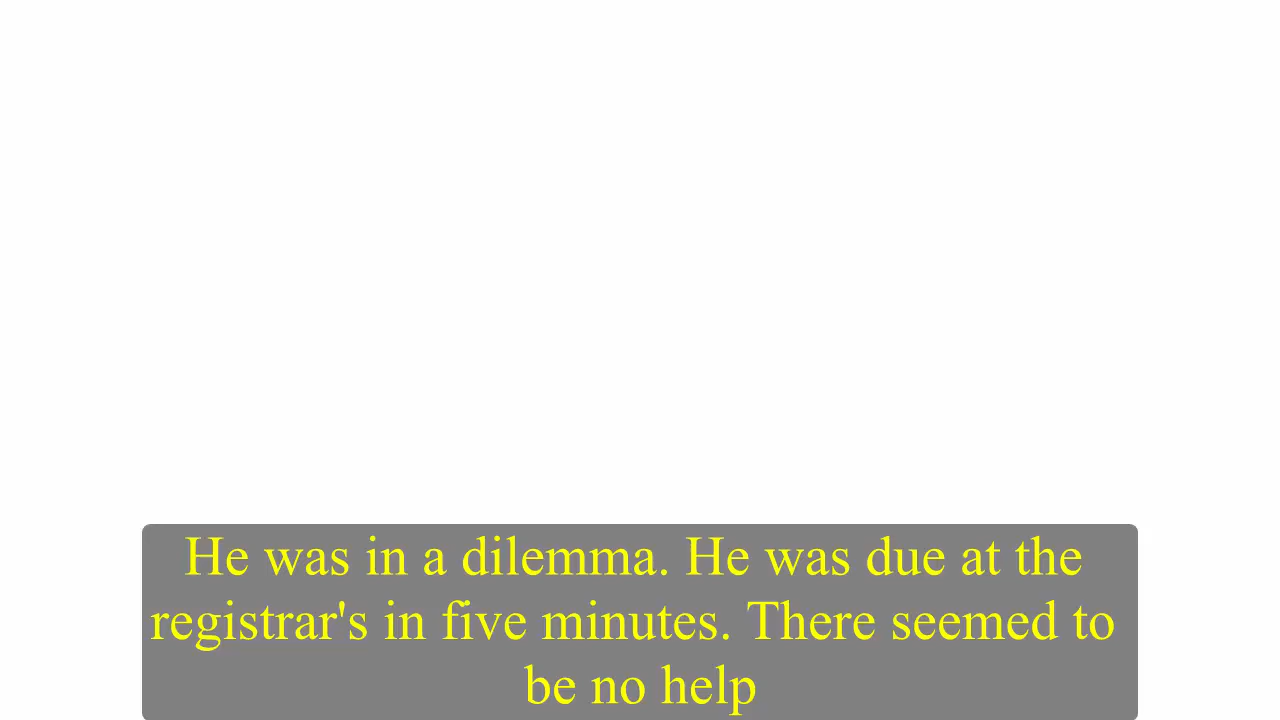 He was in a dilemma. He was due at the
registrar's in five minutes. There seemed to
be no help